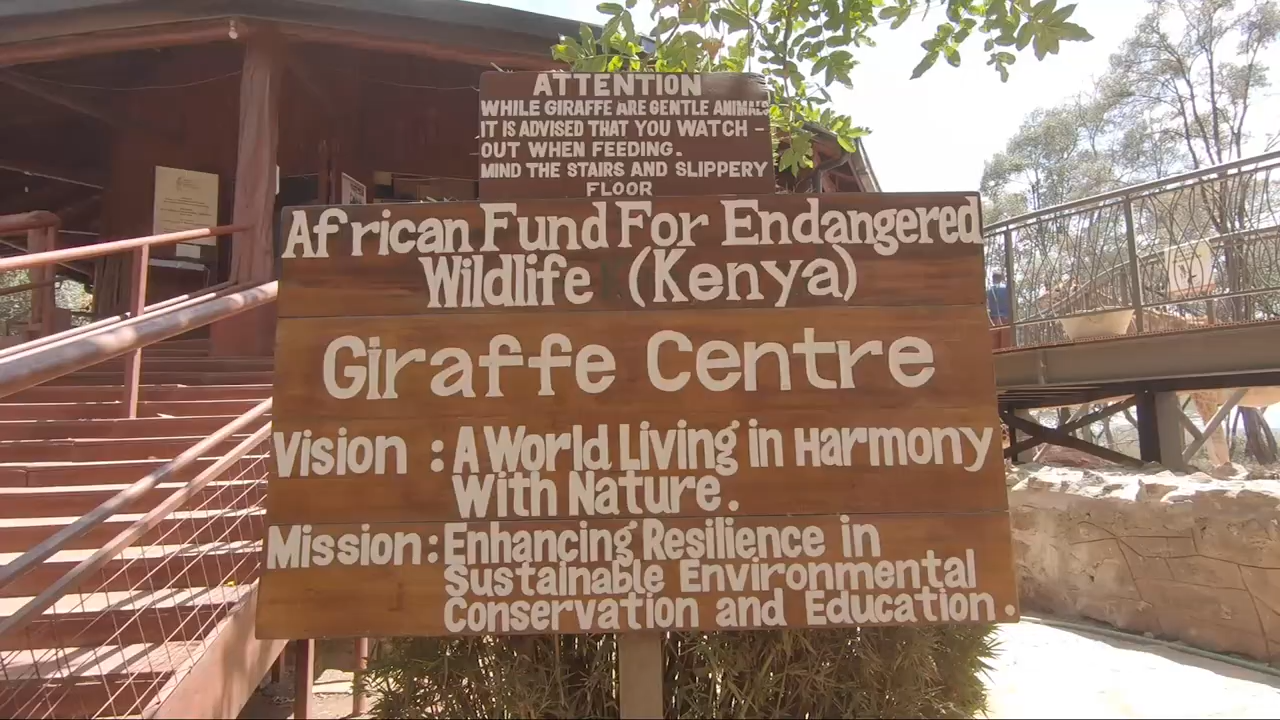 ATTENTION
WHILE GIRAFFE ARE GENTLE ANIMALS
IT IS ADVISED THAT YOU WATCH -
OUT WHEN FEEDING.
MIND THE STAIRS AND SLIPPERY
FLOOR
African Fund For Endangered
Wildlife (Kenya)
Giraffe Centre
Vision : A World Living in Harmony
With Nature.
Mission: Enhancing Resilience in
Sustainable Environmental
Conservation and Education.